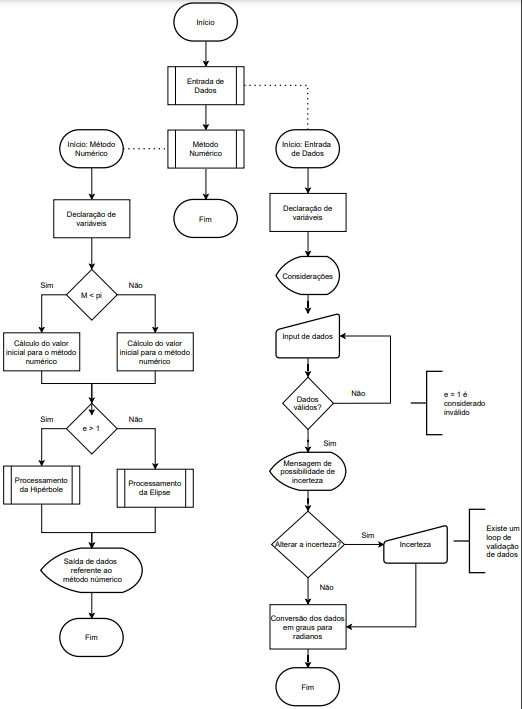 Início
Entrada de
Dados
Método
Numérico
Fim
Início: Método
Numérico
Declaração de
variáveis
M < pi
Sim
Não
Cálculo do valor
inicial para o método
numérico
Cálculo do valor
inicial para o método
numérico
e > 1
Sim
Não
Processamento
da Hipérbole
Processamento
da Elipse
Saída de dados
referente ao
método númerico
Fim
Início: Entrada
de Dados
Declaração de
variáveis
Considerações
Input de dados
Dados
válidos?
Não
e = 1 é
considerado
inválido
Sim
Mensagem de
possibilidade de
incerteza
Alterar a incerteza?
Sim
Incerteza
Existe um
loop de
validação
de dados
Não
Conversão dos dados
em graus para
radianos
Fim